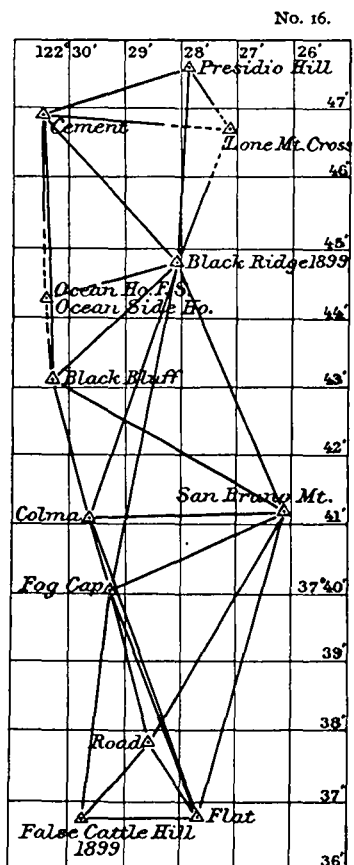 No. 16.
122°30' 29' 28' 27' 26'
Presidio Hill
47'
Cement
Lone Mt. Cross
46'
45'
Black Ridge 1899
Ocean Ho. F.S.
Ocean Side Ho.
44'
Black Bluff
43'
42'
San Bruno Mt.
Colma
41'
Fog Cap
37°40'
39'
38'
Road
37'
Flat
False Cattle Hill
1899
36'